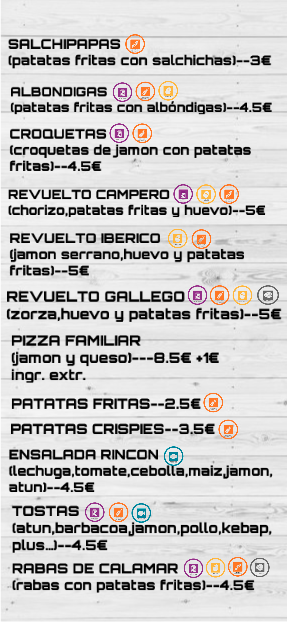 SALCHIPAPAS
(patatas fritas con salchichas)--3€
ALBONDIGAS
(patatas fritas con albóndigas)--4.5€
CROQUETAS
(croquetas de jamon con patatas
fritas)--4.5€
REVUELTO CAMPERO
(chorizo,patatas fritas y huevo)--5€
REVUELTO IBERICO
(jamon serrano,huevo y patatas
fritas)--5€
REVUELTO GALLEGO
(zorza,huevo y patatas fritas)--5€
PIZZA FAMILIAR
(jamon y queso)---8.5€ +1€
ingr. extr.
PATATAS FRITAS--2.5€
PATATAS CRISPIES--3.5€
ENSALADA RINCON
(lechuga,tomate,cebolla,maiz,jamon,
atun)--4.5€
TOSTAS
(atun,barbacoa,jamon,pollo,kebap,
plus...)--4.5€
RABAS DE CALAMAR
(rabas con patatas fritas)--4.5€